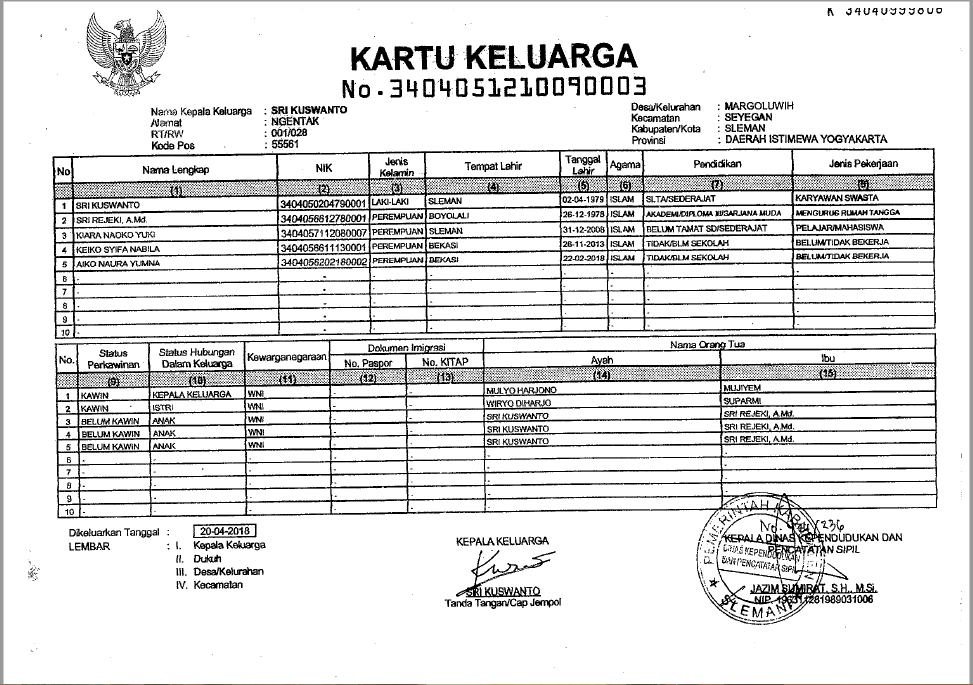 K 34040999806
KARTU KELUARGA
No.3404051210090003
Nama Kepala Keluarga : SRI KUSWANTO
Alamat : NGENTAK
RT/RW : 001/028
Kode Pos : 55561
Desa/Kelurahan : MARGOLUWIH
Kecamatan : SEYEGAN
Kabupaten/Kota : SLEMAN
Provinsi : DAERAH ISTIMEWA YOGYAKARTA
No Nama Lengkap NIK Jenis Kelamin Tempat Lahir Tanggal Lahir Agama Pendidikan Jenis Pekerjaan
(1) (2) (3) (4) (5) (6) (7) (8)
1 SRI KUSWANTO 3404050204790001 LAKI-LAKI SLEMAN 02-04-1979 ISLAM SLTA/SEDERAJAT KARYAWAN SWASTA
2 SRI REJEKI, A.Md. 3404056612780001 PEREMPUAN BOYOLALI 26-12-1978 ISLAM AKADEMI/DIPLOMA III/SARJANA MUDA MENGURUS RUMAH TANGGA
3 KIARA NAOKO YUKI 3404057112080007 PEREMPUAN SLEMAN 31-12-2008 ISLAM BELUM TAMAT SD/SEDERAJAT PELAJAR/MAHASISWA
4 KEIKO SYIFA NABILA 3404056611130001 PEREMPUAN BEKASI 26-11-2013 ISLAM TIDAK/BLM SEKOLAH BELUM/TIDAK BEKERJA
5 AIKO NAURA YUMNA 3404056202180002 PEREMPUAN BEKASI 22-02-2018 ISLAM TIDAK/BLM SEKOLAH BELUM/TIDAK BEKERJA
6 - - - - - - - -
7 - - - - - - - -
8 - - - - - - - -
9 - - - - - - - -
10 - - - - - - - -
No. Status Perkawinan Status Hubungan Dalam Keluarga Kewarganegaraan Dokumen Imigrasi Nama Orang Tua
No. Paspor No. KITAP Ayah Ibu
(9) (10) (11) (12) (13) (14) (15)
1 KAWIN KEPALA KELUARGA WNI - - MULYO HARJONO MUJIYEM
2 KAWIN ISTRI WNI - - WIRYO DIHARJO SUPARMI
3 BELUM KAWIN ANAK WNI - - SRI KUSWANTO SRI REJEKI, A.Md.
4 BELUM KAWIN ANAK WNI - - SRI KUSWANTO SRI REJEKI, A.Md.
5 BELUM KAWIN ANAK WNI - - SRI KUSWANTO SRI REJEKI, A.Md.
6 - - - - - - -
7 - - - - - - -
8 - - - - - - -
9 - - - - - - -
10 - - - - - - -
Dikeluarkan Tanggal : 20-04-2018
LEMBAR : I. Kepala Keluarga
II. Dukuh
III. Desa/Kelurahan
IV. Kecamatan
KEPALA KELUARGA
SRI KUSWANTO
Tanda Tangan/Cap Jempol
KEPALA DINAS KEPENDUDUKAN DAN
PENCATATAN SIPIL
JAZIM SUMIRAT, S.H., M.Si.
NIP. 196311281989031006
PEMERINTAH KABUPATEN
DINAS KEPENDUDUKAN
DAN PENCATATAN SIPIL
SLEMAN